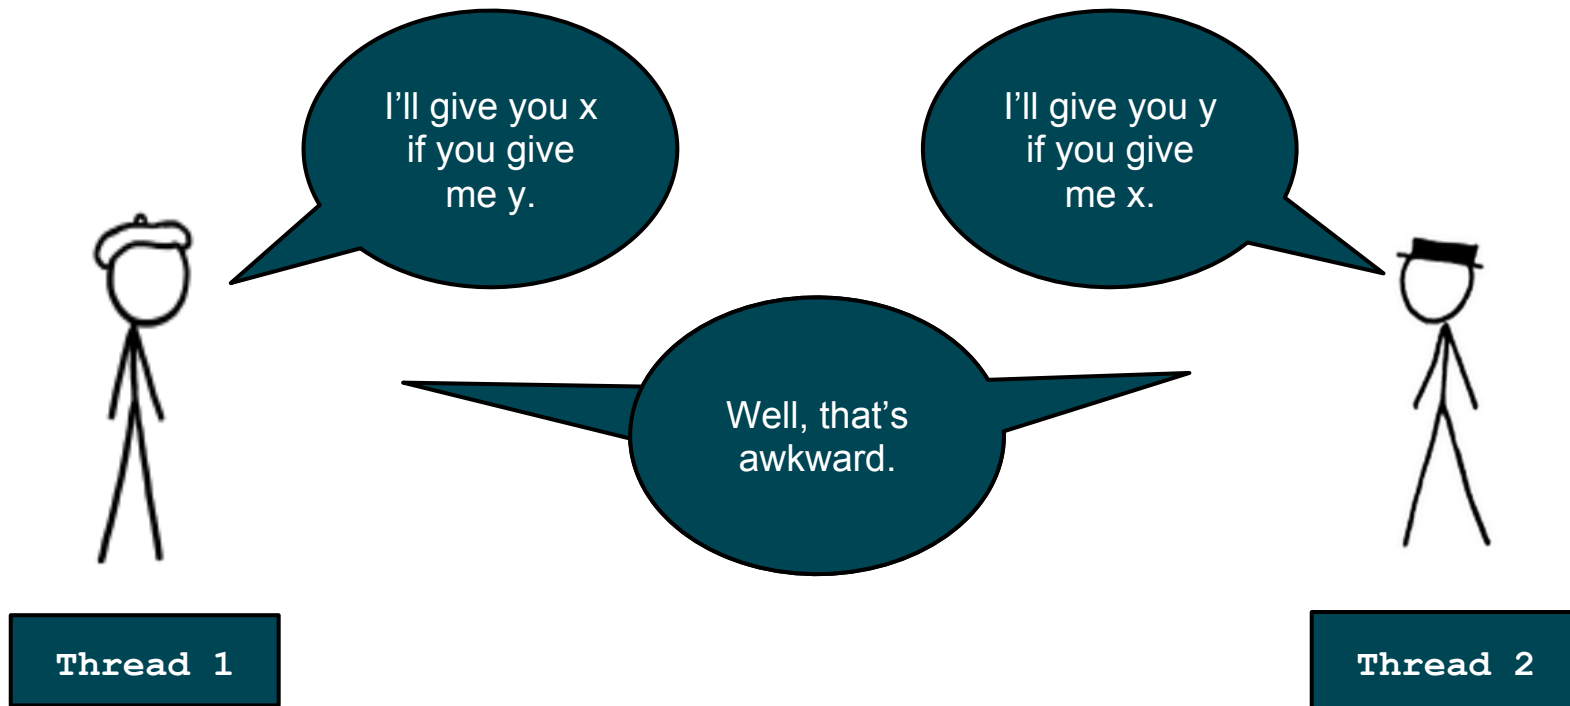 I’ll give you x
if you give
me y.
I’ll give you y
if you give
me x.
Well, that’s
awkward.
Thread 1
Thread 2